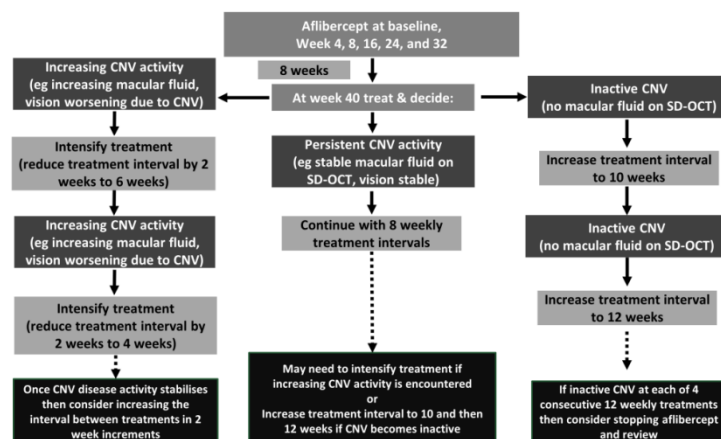 Aflibercept at baseline,
Week 4, 8, 16, 24, and 32
8 weeks
At week 40 treat & decide:
Increasing CNV activity
(eg increasing macular fluid,
vision worsening due to CNV)
Intensify treatment
(reduce treatment interval by 2
weeks to 6 weeks)
Increasing CNV activity
(eg increasing macular fluid,
vision worsening due to CNV)
Intensify treatment
(reduce treatment interval by
2 weeks to 4 weeks)
Once CNV disease activity stabilises
then consider increasing the
interval between treatments in 2
week increments
Persistent CNV activity
(eg stable macular fluid on
SD-OCT, vision stable)
Continue with 8 weekly
treatment intervals
May need to intensify treatment if
increasing CNV activity is encountered
or
Increase treatment interval to 10 and then
12 weeks if CNV becomes inactive
Inactive CNV
(no macular fluid on SD-OCT)
Increase treatment interval
to 10 weeks
Inactive CNV
(no macular fluid on SD-OCT)
Increase treatment interval
to 12 weeks
If inactive CNV at each of 4
consecutive 12 weekly treatments
then consider stopping aflibercept
and review